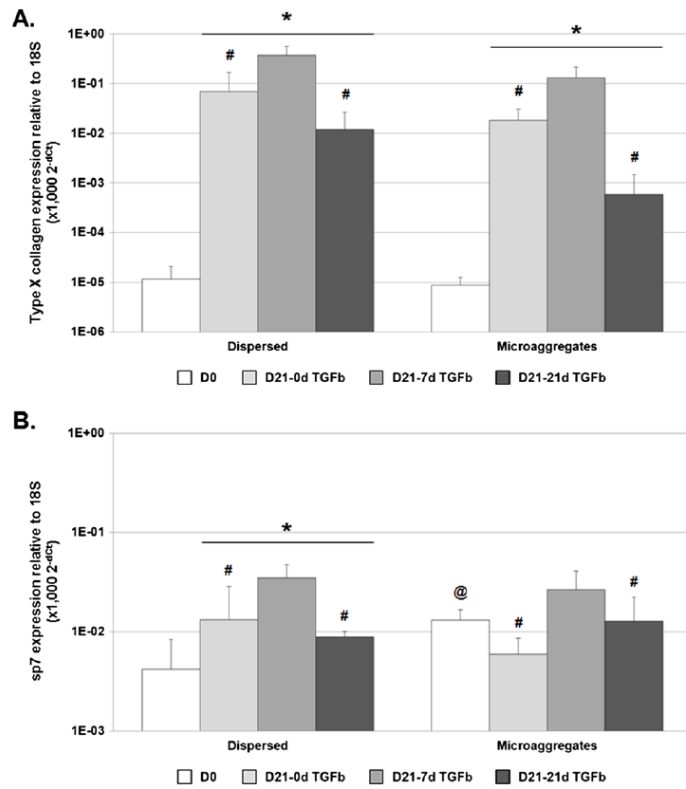 A.
Type X collagen expression relative to 18S
(x1,000 2-dCt)
1E+00
1E-01
1E-02
1E-03
1E-04
1E-05
1E-06
*
#
#
*
#
#
Dispersed Microaggregates
D0 D21-0d TGFb D21-7d TGFb D21-21d TGFb
B.
sp7 expression relative to 18S
(x1,000 2-dCt)
1E+00
1E-01
1E-02
1E-03
*
#
#
@
#
#
Dispersed Microaggregates
D0 D21-0d TGFb D21-7d TGFb D21-21d TGFb